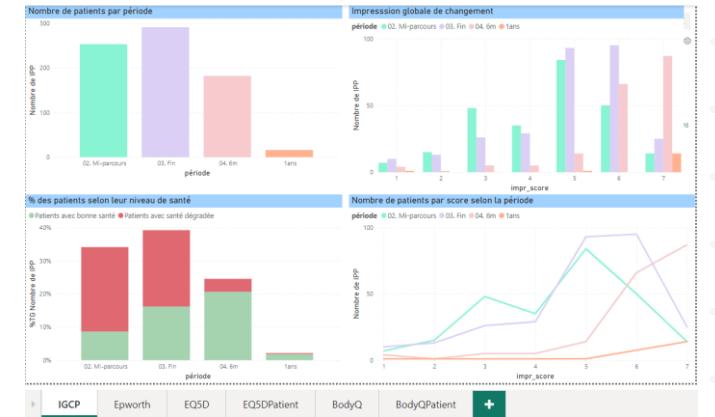 Nombre de patients par période
Impresssion globale de changement
période 02. Mi-parcours 03. Fin 04. 6m 1ans
300
200
100
0
Nombre de IPP
02. Mi-parcours 03. Fin 04. 6m 1ans
période
100
50
0
Nombre de IPP
1 2 3 4 5 6 7
impr_score
% des patients selon leur niveau de santé
Patients avec bonne santé Patients avec santé dégradée
40%
30%
20%
10%
0%
%TG Nombre de IPP
02. Mi-parcours 03. Fin 04. 6m 1ans
période
Nombre de patients par score selon la période
période 02. Mi-parcours 03. Fin 04. 6m 1ans
100
50
0
Nombre de IPP
1 2 3 4 5 6 7
impr_score
IGCP Epworth EQ5D EQ5DPatient BodyQ BodyQPatient +